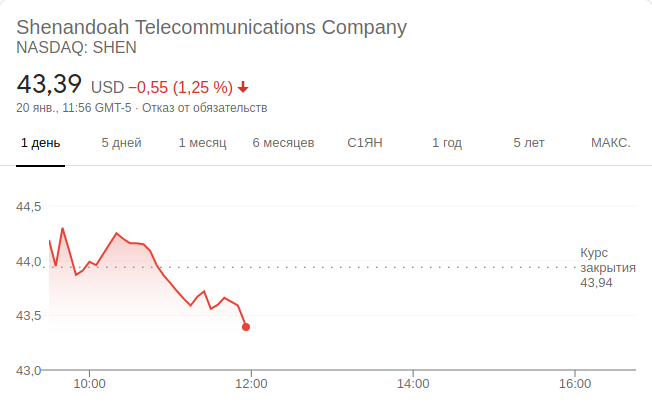 Shenandoah Telecommunications Company
NASDAQ: SHEN
43,39 USD −0,55 (1,25 %)
20 янв., 11:56 GMT-5 · Отказ от обязательств
1 день 5 дней 1 месяц 6 месяцев С1ЯН 1 год 5 лет МАКС.
44,5
44,0
43,5
43,0
Курс
закрытия
43,94
10:00 12:00 14:00 16:00